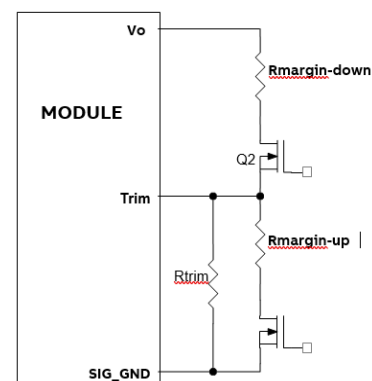 Vo
Rmargin-down
MODULE
Q2
Trim
Rmargin-up
Rtrim
SIG_GND